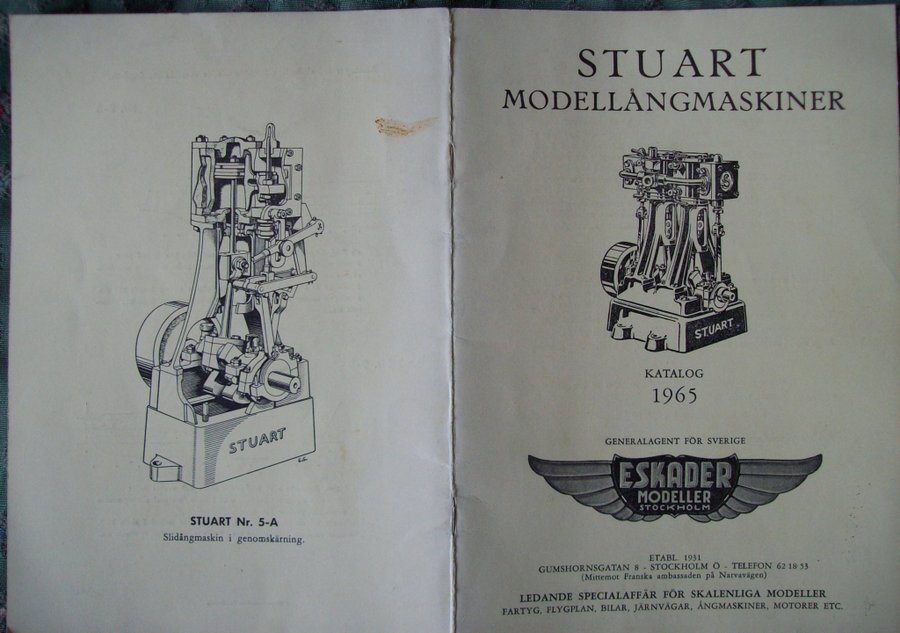 STUART
STUART Nr. 5-A
Slidångmaskin i genomskärning.
STUART
MODELLÅNGMASKINER
STUART
KATALOG
1965
GENERALAGENT FÖR SVERIGE
ESKADER
MODELLER
STOCKHOLM
ETABL. 1931
GUMSHORNSGATAN 8 - STOCKHOLM Ö - TELEFON 62 18 53
(Mittemot Franska ambassaden på Narvavägen)
LEDANDE SPECIALAFFÄR FÖR SKALENLIGA MODELLER
FARTYG, FLYGPLAN, BILAR, JÄRNVÄGAR, ÅNGMASKINER, MOTORER ETC.